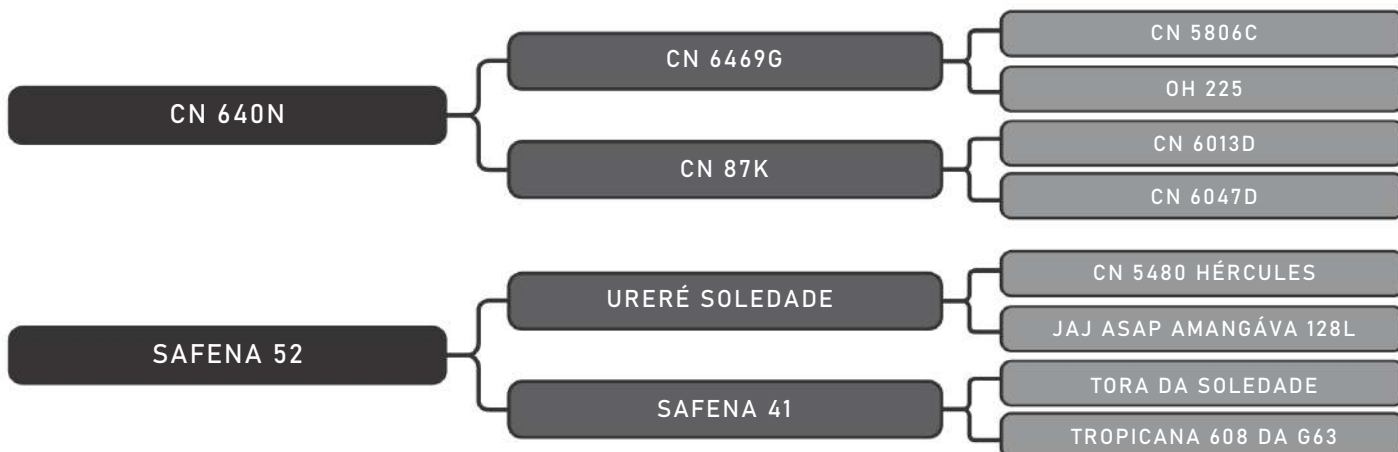 CN 640N
CN 6469G
CN 5806C
OH 225
CN 87K
CN 6013D
CN 6047D
SAFENA 52
URERÉ SOLEDADE
CN 5480 HÉRCULES
JAJ ASAP AMANGÁVA 128L
SAFENA 41
TORA DA SOLEDADE
TROPICANA 608 DA G63